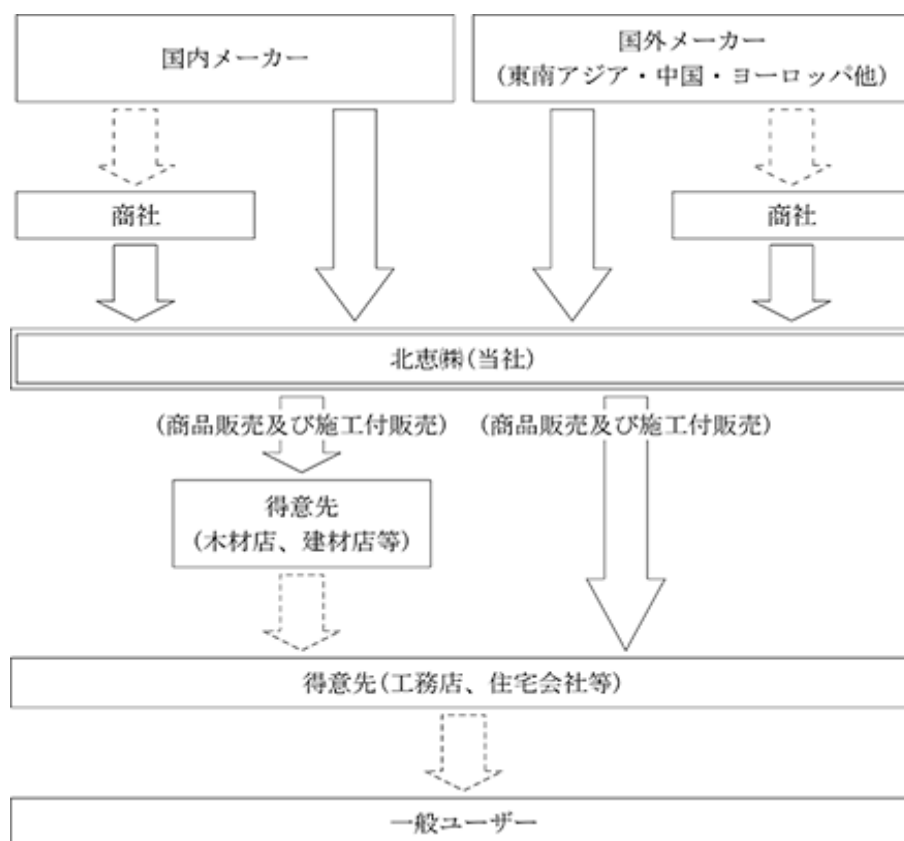 国内メーカー
国外メーカー
(東南アジア・中国・ヨーロッパ他)
商社
商社
北恵㈱(当社)
(商品販売及び施工付販売)
(商品販売及び施工付販売)
得意先
(木材店、建材店等)
得意先(工務店、住宅会社等)
一般ユーザー